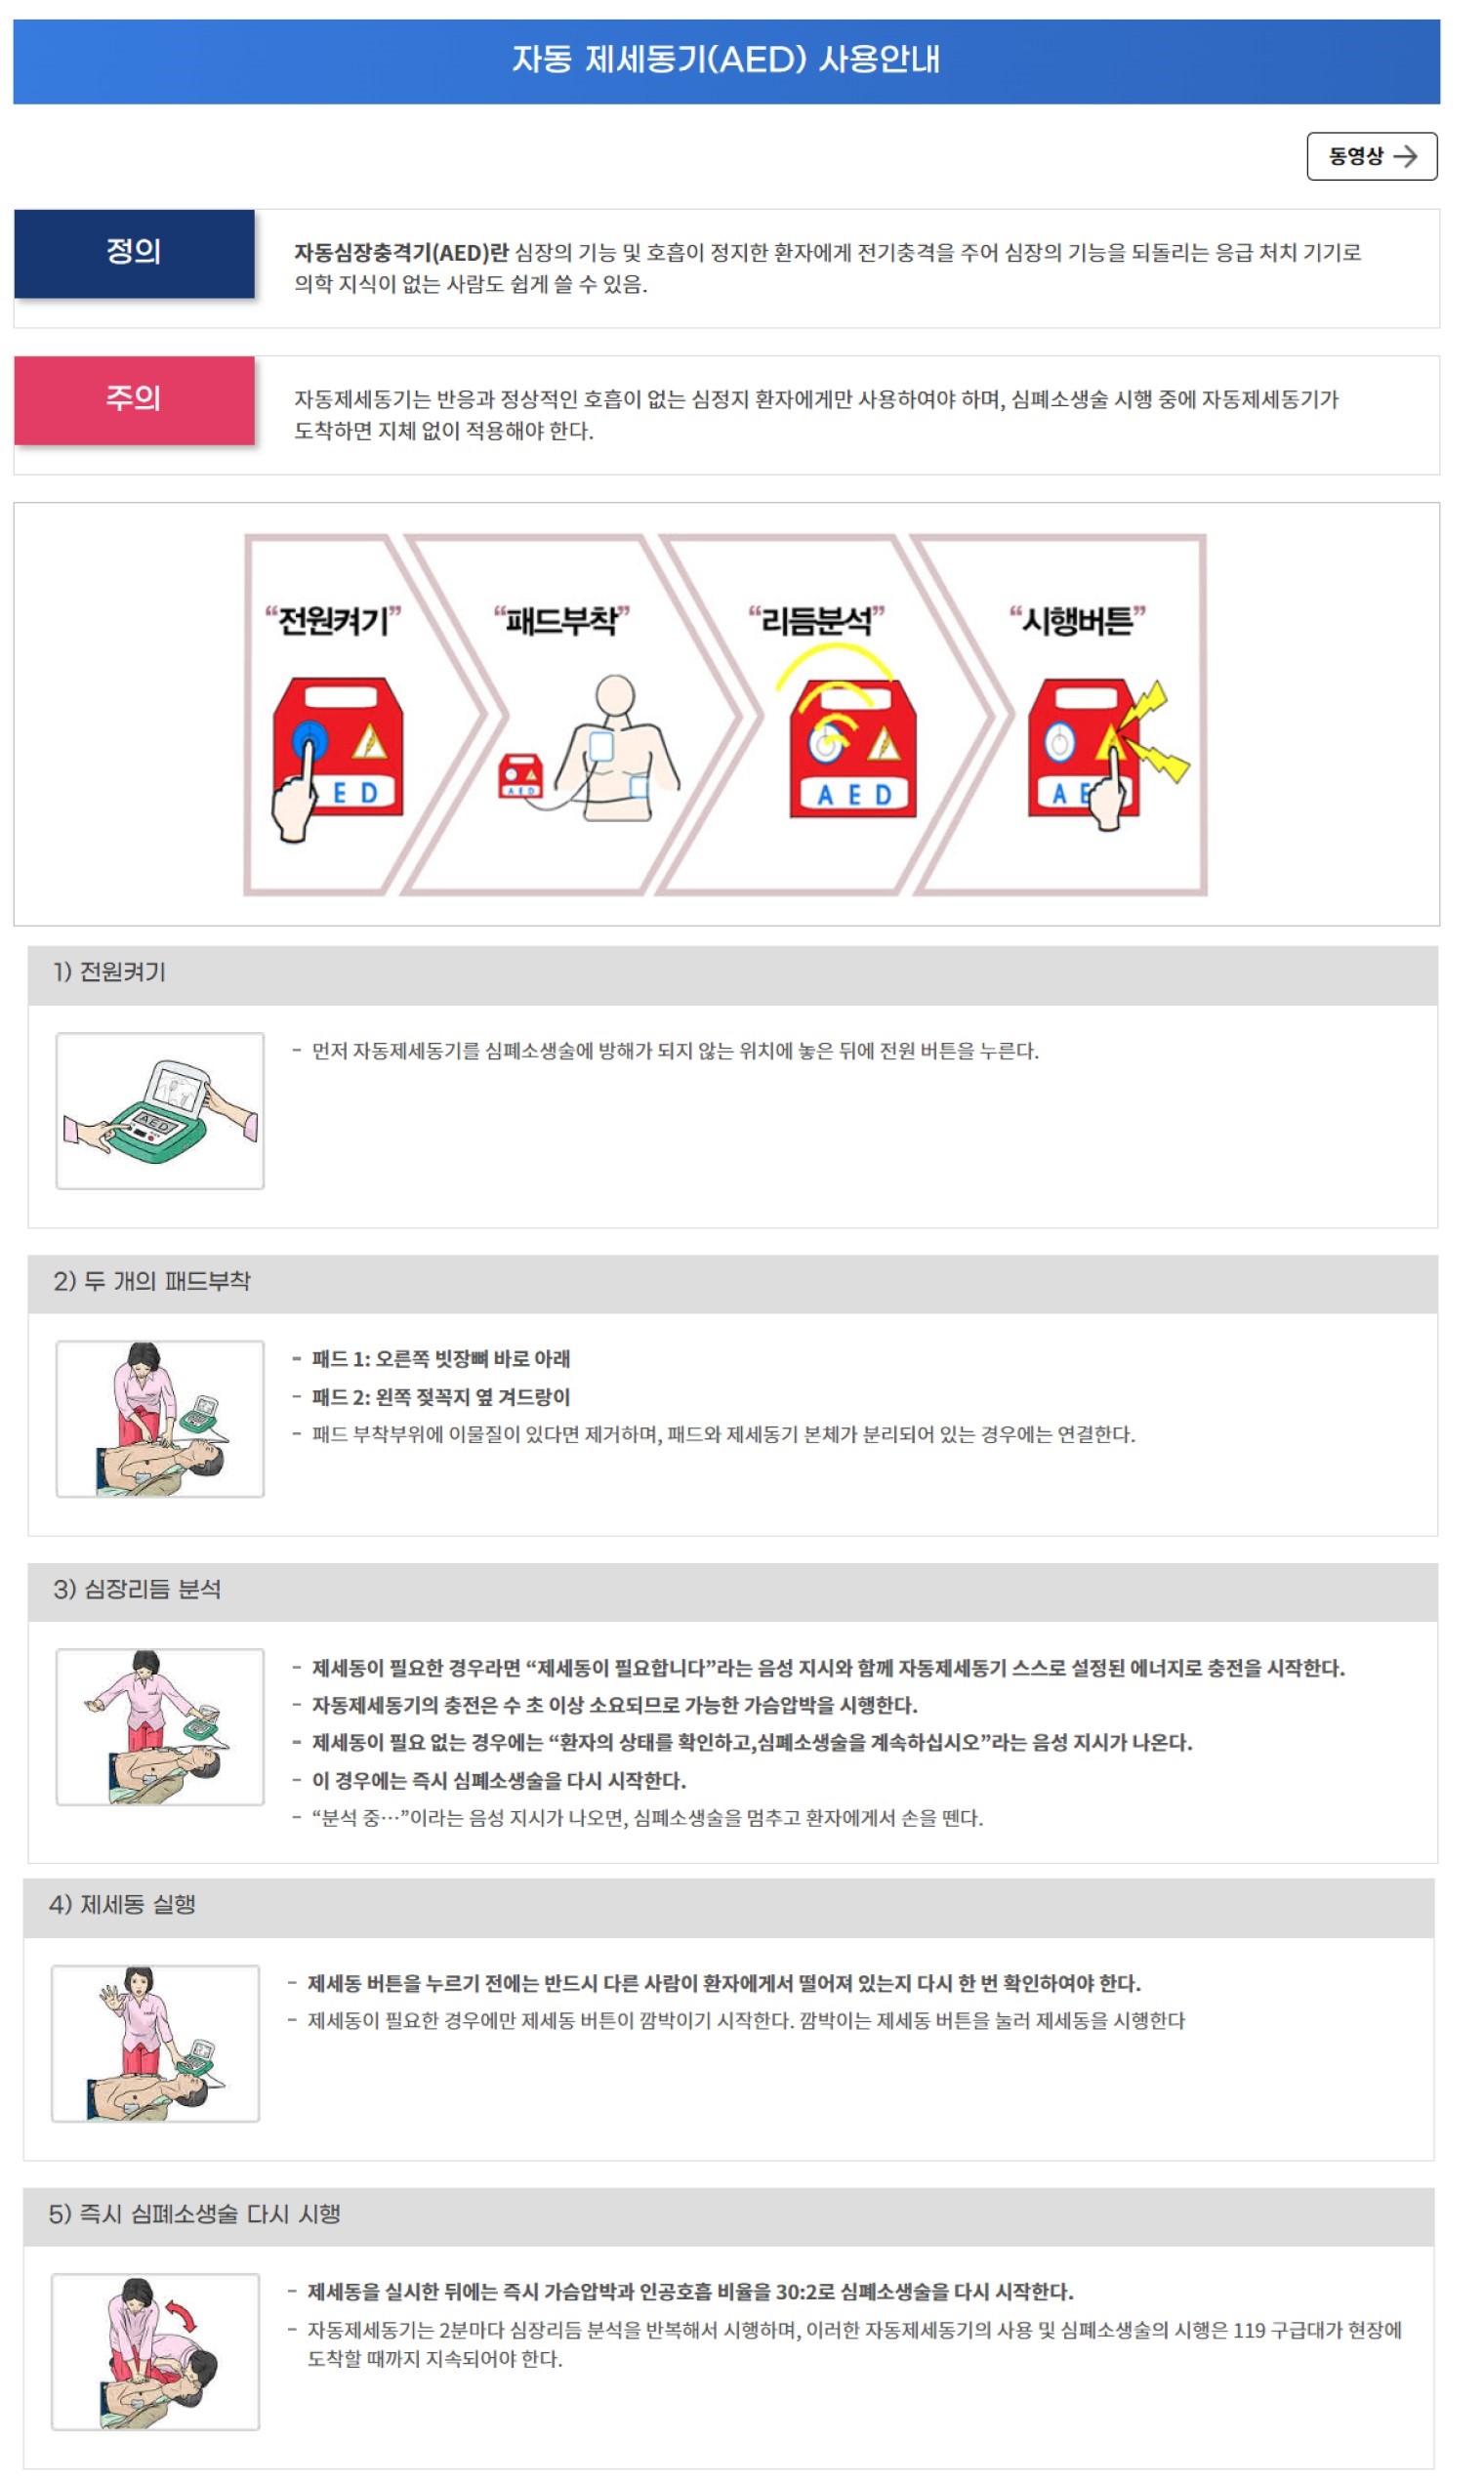 자동 제세동기(AED) 사용안내
동영상 →
정의
자동심장충격기(AED)란 심장의 기능 및 호흡이 정지한 환자에게 전기충격을 주어 심장의 기능을 되돌리는 응급 처치 기기로
의학 지식이 없는 사람도 쉽게 쓸 수 있음.
주의
자동제세동기는 반응과 정상적인 호흡이 없는 심정지 환자에게만 사용하여야 하며, 심폐소생술 시행 중에 자동제세동기가
도착하면 지체 없이 적용해야 한다.
“전원켜기”
“패드부착”
“리듬분석”
“시행버튼”
E D
A E D
A E D
A E
1) 전원켜기
AED
- 먼저 자동제세동기를 심폐소생술에 방해가 되지 않는 위치에 놓은 뒤에 전원 버튼을 누른다.
2) 두 개의 패드부착
- 패드 1: 오른쪽 빗장뼈 바로 아래
- 패드 2: 왼쪽 젖꼭지 옆 겨드랑이
- 패드 부착부위에 이물질이 있다면 제거하며, 패드와 제세동기 본체가 분리되어 있는 경우에는 연결한다.
3) 심장리듬 분석
- 제세동이 필요한 경우라면 “제세동이 필요합니다”라는 음성 지시와 함께 자동제세동기 스스로 설정된 에너지로 충전을 시작한다.
- 자동제세동기의 충전은 수 초 이상 소요되므로 가능한 가슴압박을 시행한다.
- 제세동이 필요 없는 경우에는 “환자의 상태를 확인하고,심폐소생술을 계속하십시오”라는 음성 지시가 나온다.
- 이 경우에는 즉시 심폐소생술을 다시 시작한다.
- “분석 중…”이라는 음성 지시가 나오면, 심폐소생술을 멈추고 환자에게서 손을 뗀다.
4) 제세동 실행
- 제세동 버튼을 누르기 전에는 반드시 다른 사람이 환자에게서 떨어져 있는지 다시 한 번 확인하여야 한다.
- 제세동이 필요한 경우에만 제세동 버튼이 깜박이기 시작한다. 깜박이는 제세동 버튼을 눌러 제세동을 시행한다
5) 즉시 심폐소생술 다시 시행
- 제세동을 실시한 뒤에는 즉시 가슴압박과 인공호흡 비율을 30:2로 심폐소생술을 다시 시작한다.
- 자동제세동기는 2분마다 심장리듬 분석을 반복해서 시행하며, 이러한 자동제세동기의 사용 및 심폐소생술의 시행은 119 구급대가 현장에
도착할 때까지 지속되어야 한다.